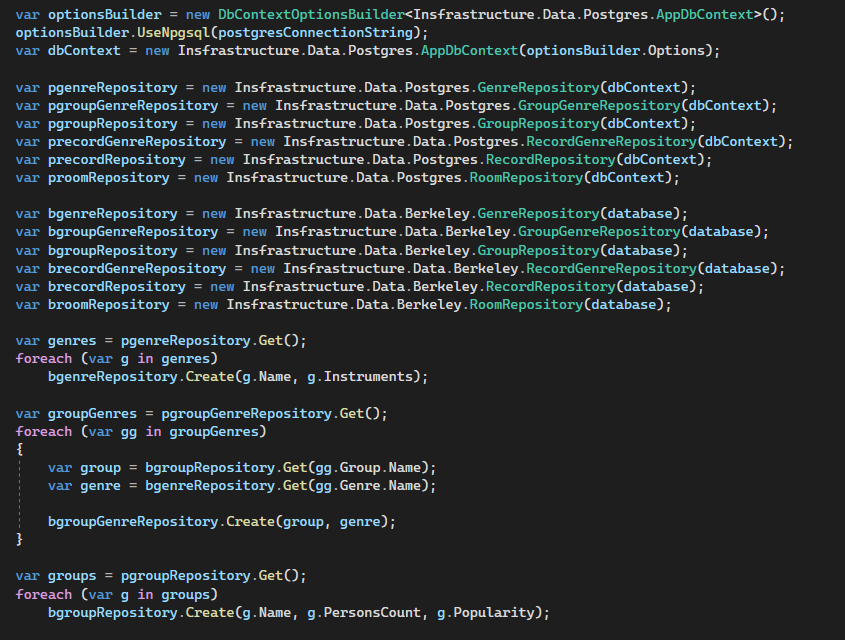 var optionsBuilder = new DbContextOptionsBuilder<Insfrastructure.Data.Postgres.AppDbContext>();
optionsBuilder.UseNpgsql(postgresConnectionString);
var dbContext = new Insfrastructure.Data.Postgres.AppDbContext(optionsBuilder.Options);

var pgenreRepository = new Insfrastructure.Data.Postgres.GenreRepository(dbContext);
var pgroupGenreRepository = new Insfrastructure.Data.Postgres.GroupGenreRepository(dbContext);
var pgroupRepository = new Insfrastructure.Data.Postgres.GroupRepository(dbContext);
var precordGenreRepository = new Insfrastructure.Data.Postgres.RecordGenreRepository(dbContext);
var precordRepository = new Insfrastructure.Data.Postgres.RecordRepository(dbContext);
var proomRepository = new Insfrastructure.Data.Postgres.RoomRepository(dbContext);

var bgenreRepository = new Insfrastructure.Data.Berkeley.GenreRepository(database);
var bgroupGenreRepository = new Insfrastructure.Data.Berkeley.GroupGenreRepository(database);
var bgroupRepository = new Insfrastructure.Data.Berkeley.GroupRepository(database);
var brecordGenreRepository = new Insfrastructure.Data.Berkeley.RecordGenreRepository(database);
var brecordRepository = new Insfrastructure.Data.Berkeley.RecordRepository(database);
var broomRepository = new Insfrastructure.Data.Berkeley.RoomRepository(database);

var genres = pgenreRepository.Get();
foreach (var g in genres)
    bgenreRepository.Create(g.Name, g.Instruments);

var groupGenres = pgroupGenreRepository.Get();
foreach (var gg in groupGenres)
{
    var group = bgroupRepository.Get(gg.Group.Name);
    var genre = bgenreRepository.Get(gg.Genre.Name);

    bgroupGenreRepository.Create(group, genre);
}

var groups = pgroupRepository.Get();
foreach (var g in groups)
    bgroupRepository.Create(g.Name, g.PersonsCount, g.Popularity);